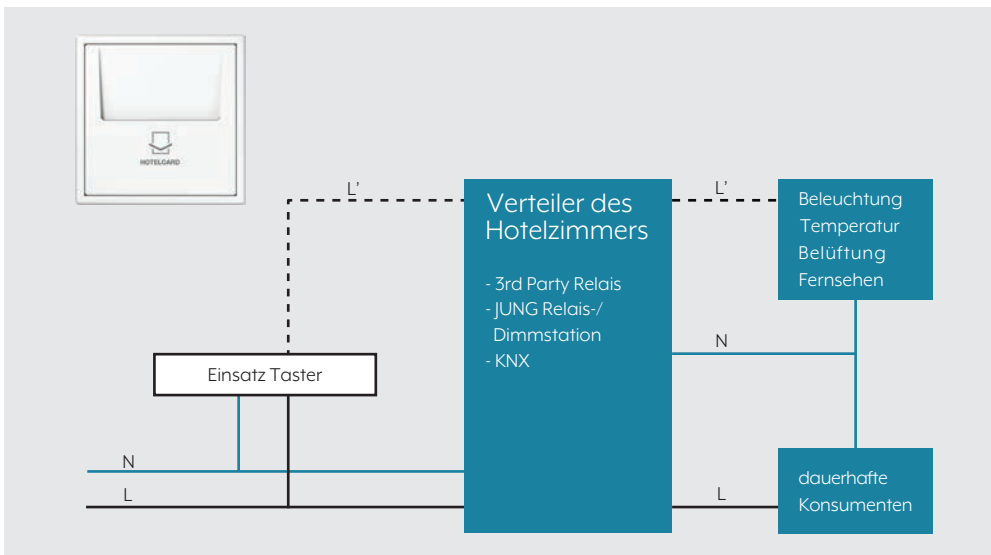 HOTELCARD
L’
Verteiler des
Hotelzimmers
- 3rd Party Relais
- JUNG Relais-/
Dimmstation
- KNX
L’
Beleuchtung
Temperatur
Belüftung
Fernsehen
N
Einsatz Taster
N
L
L
dauerhafte
Konsumenten